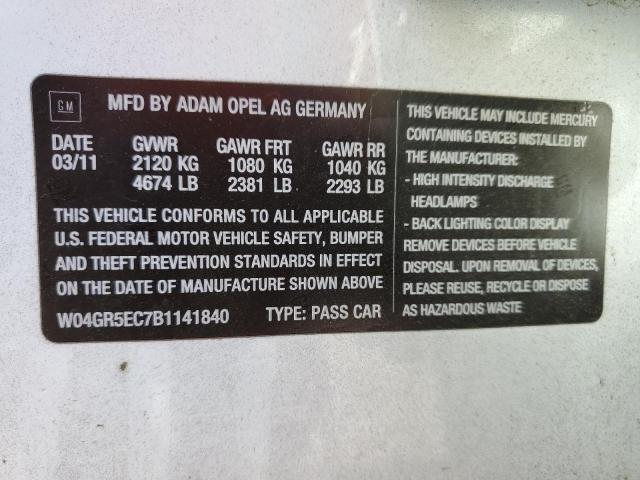 GM
MFD BY ADAM OPEL AG GERMANY
DATE GVWR GAWR FRT GAWR RR
03/11 2120 KG 1080 KG 1040 KG
4674 LB 2381 LB 2293 LB
THIS VEHICLE CONFORMS TO ALL APPLICABLE
U.S. FEDERAL MOTOR VEHICLE SAFETY, BUMPER
AND THEFT PREVENTION STANDARDS IN EFFECT
ON THE DATE OF MANUFACTURE SHOWN ABOVE
W04GR5EC7B1141840 TYPE: PASS CAR
THIS VEHICLE MAY INCLUDE MERCURY
CONTAINING DEVICES INSTALLED BY
THE MANUFACTURER:
- HIGH INTENSITY DISCHARGE
HEADLAMPS
- BACK LIGHTING COLOR DISPLAY
REMOVE DEVICES BEFORE VEHICLE
DISPOSAL. UPON REMOVAL OF DEVICES,
PLEASE REUSE, RECYCLE OR DISPOSE
AS HAZARDOUS WASTE